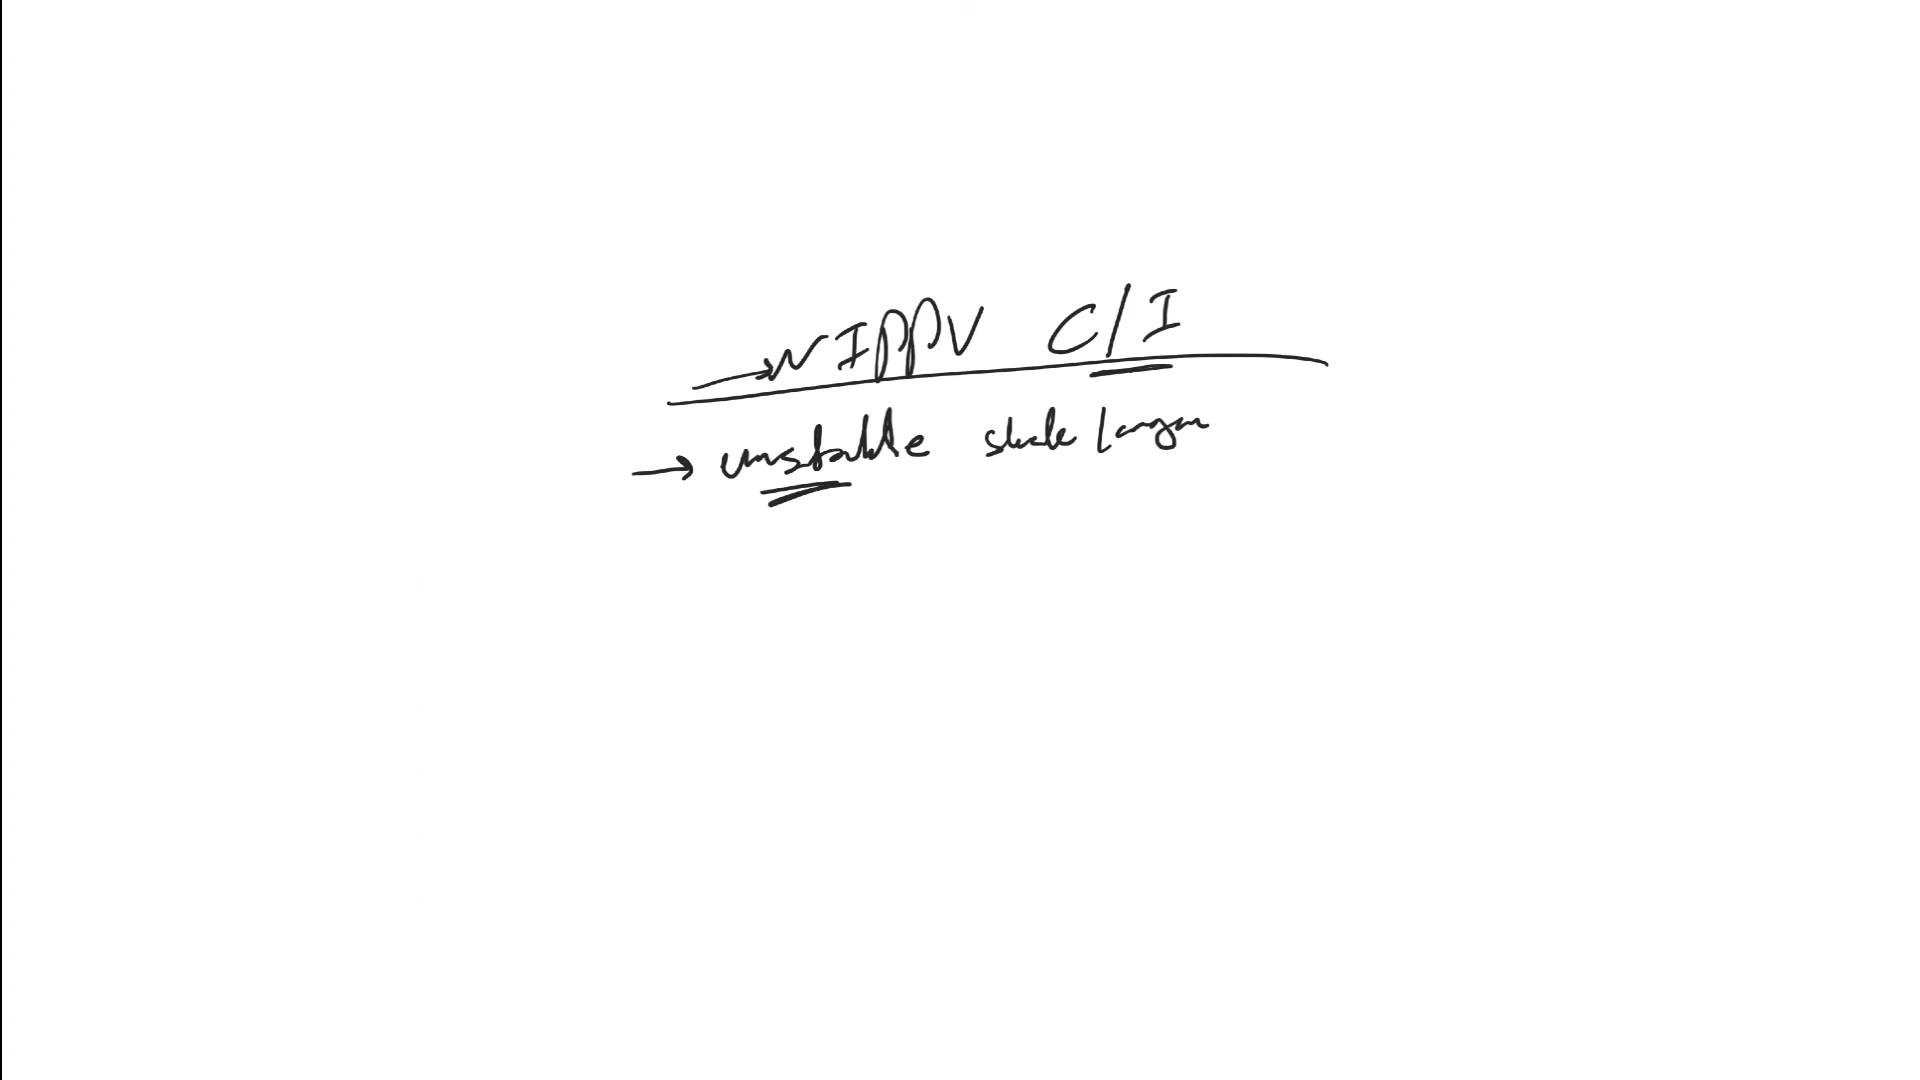 → NIPPV C/I
→ unstable